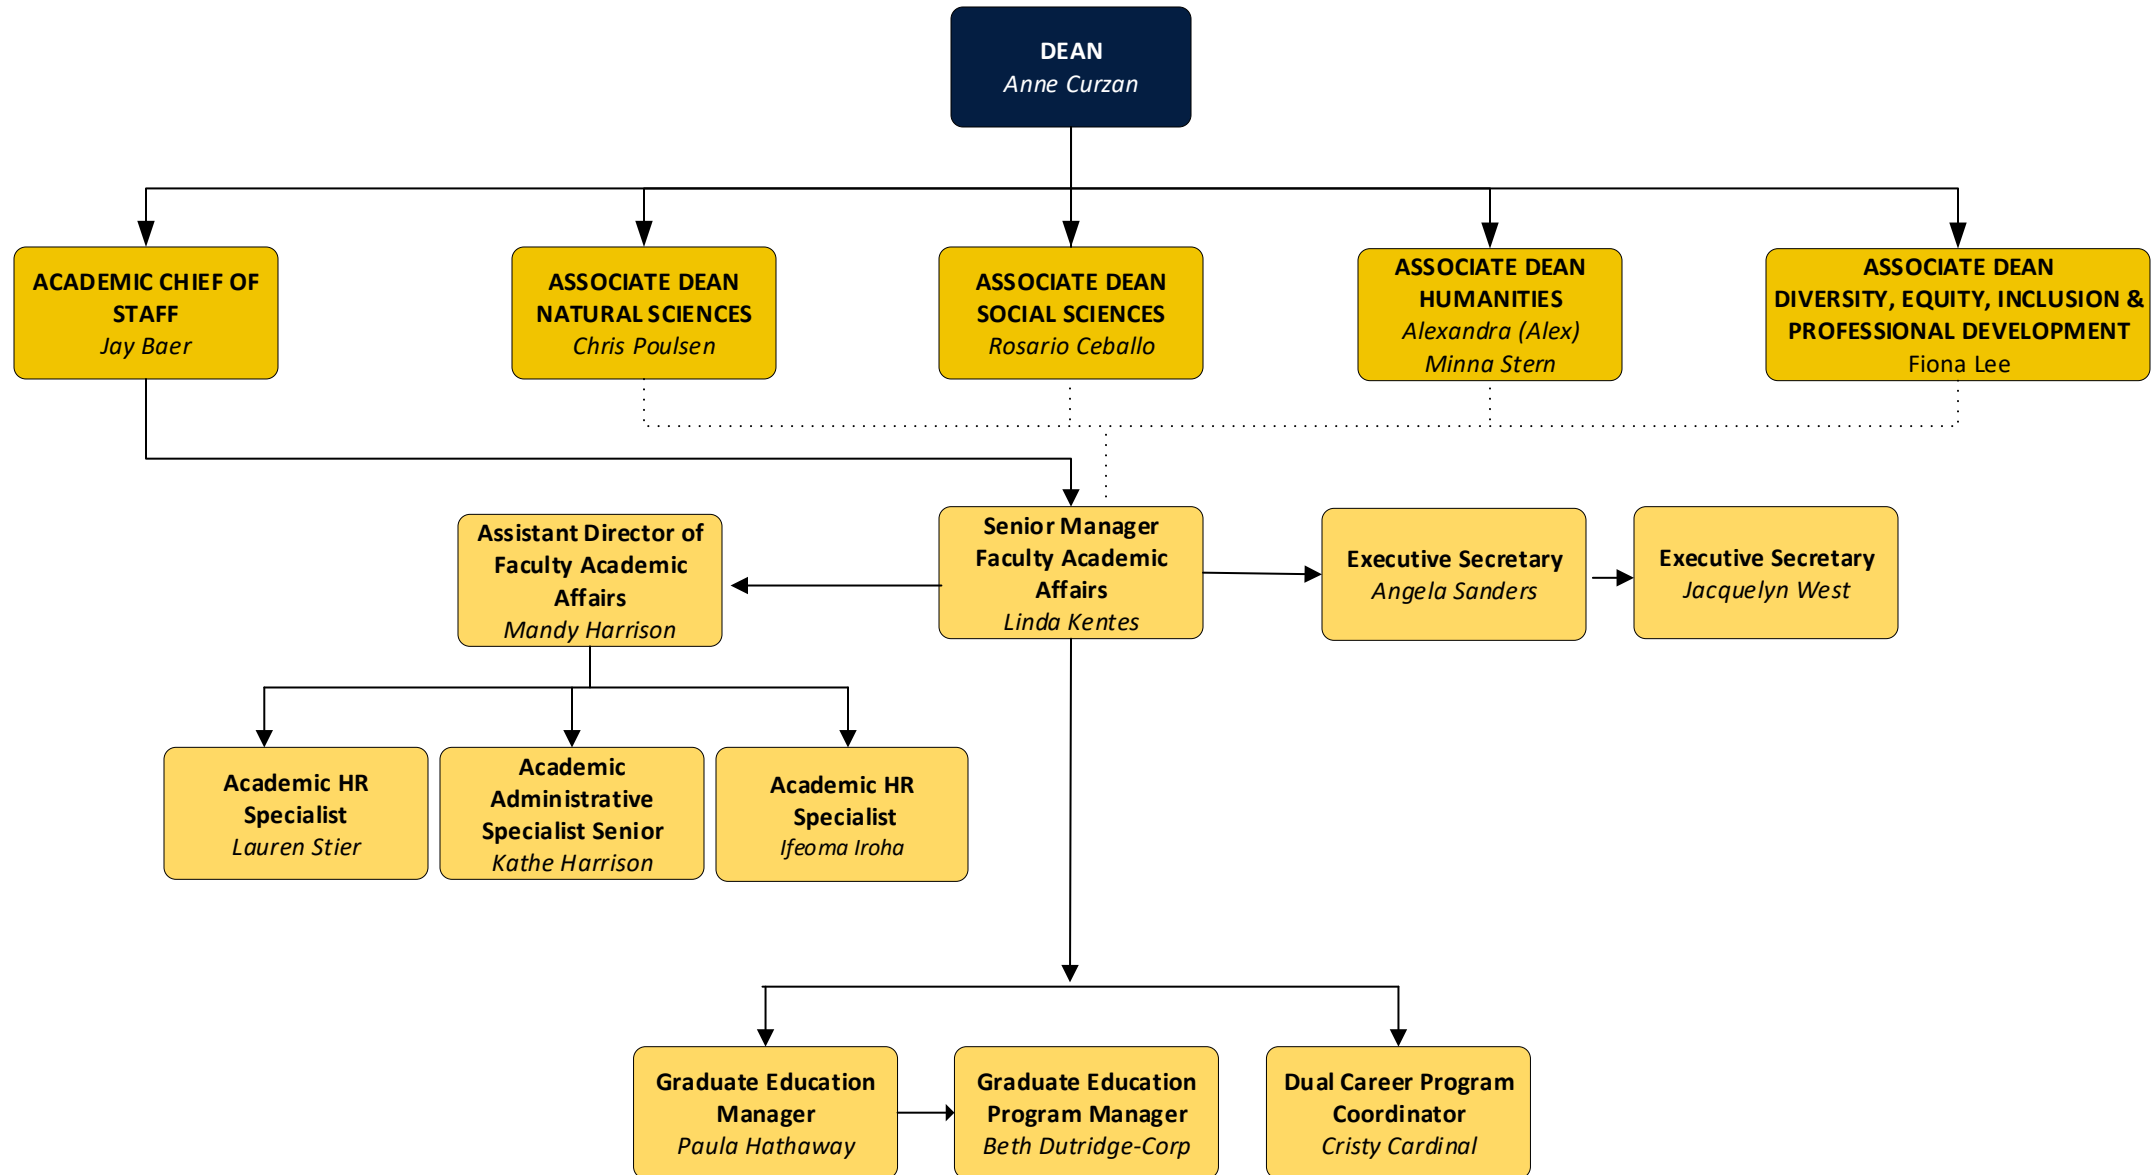 DEAN
Anne Curzan
ACADEMIC CHIEF OF
STAFF
Jay Baer
ASSOCIATE DEAN
NATURAL SCIENCES
Chris Poulsen
ASSOCIATE DEAN
SOCIAL SCIENCES
Rosario Ceballo
ASSOCIATE DEAN
HUMANITIES
Alexandra (Alex)
Minna Stern
ASSOCIATE DEAN
DIVERSITY, EQUITY, INCLUSION &
PROFESSIONAL DEVELOPMENT
Fiona Lee
Assistant Director of
Faculty Academic
Affairs
Mandy Harrison
Senior Manager
Faculty Academic
Affairs
Linda Kentes
Executive Secretary
Angela Sanders
Executive Secretary
Jacquelyn West
Academic HR
Specialist
Lauren Stier
Academic
Administrative
Specialist Senior
Kathe Harrison
Academic HR
Specialist
Ifeoma Iroha
Graduate Education
Manager
Paula Hathaway
Graduate Education
Program Manager
Beth Dutridge-Corp
Dual Career Program
Coordinator
Cristy Cardinal